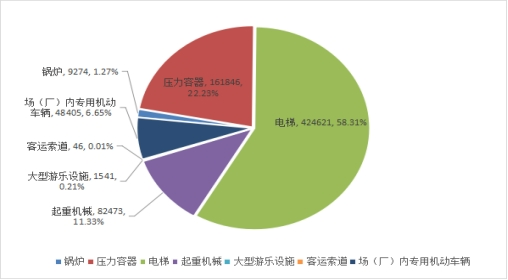 锅炉, 9274, 1.27%
压力容器, 161846,
22.23%
场（厂）内专用机动
车辆, 48405, 6.65%
电梯, 424621, 58.31%
客运索道, 46, 0.01%
大型游乐设施, 1541,
0.21%
起重机械, 82473,
11.33%
锅炉 压力容器 电梯 起重机械 大型游乐设施 客运索道 场（厂）内专用机动车辆